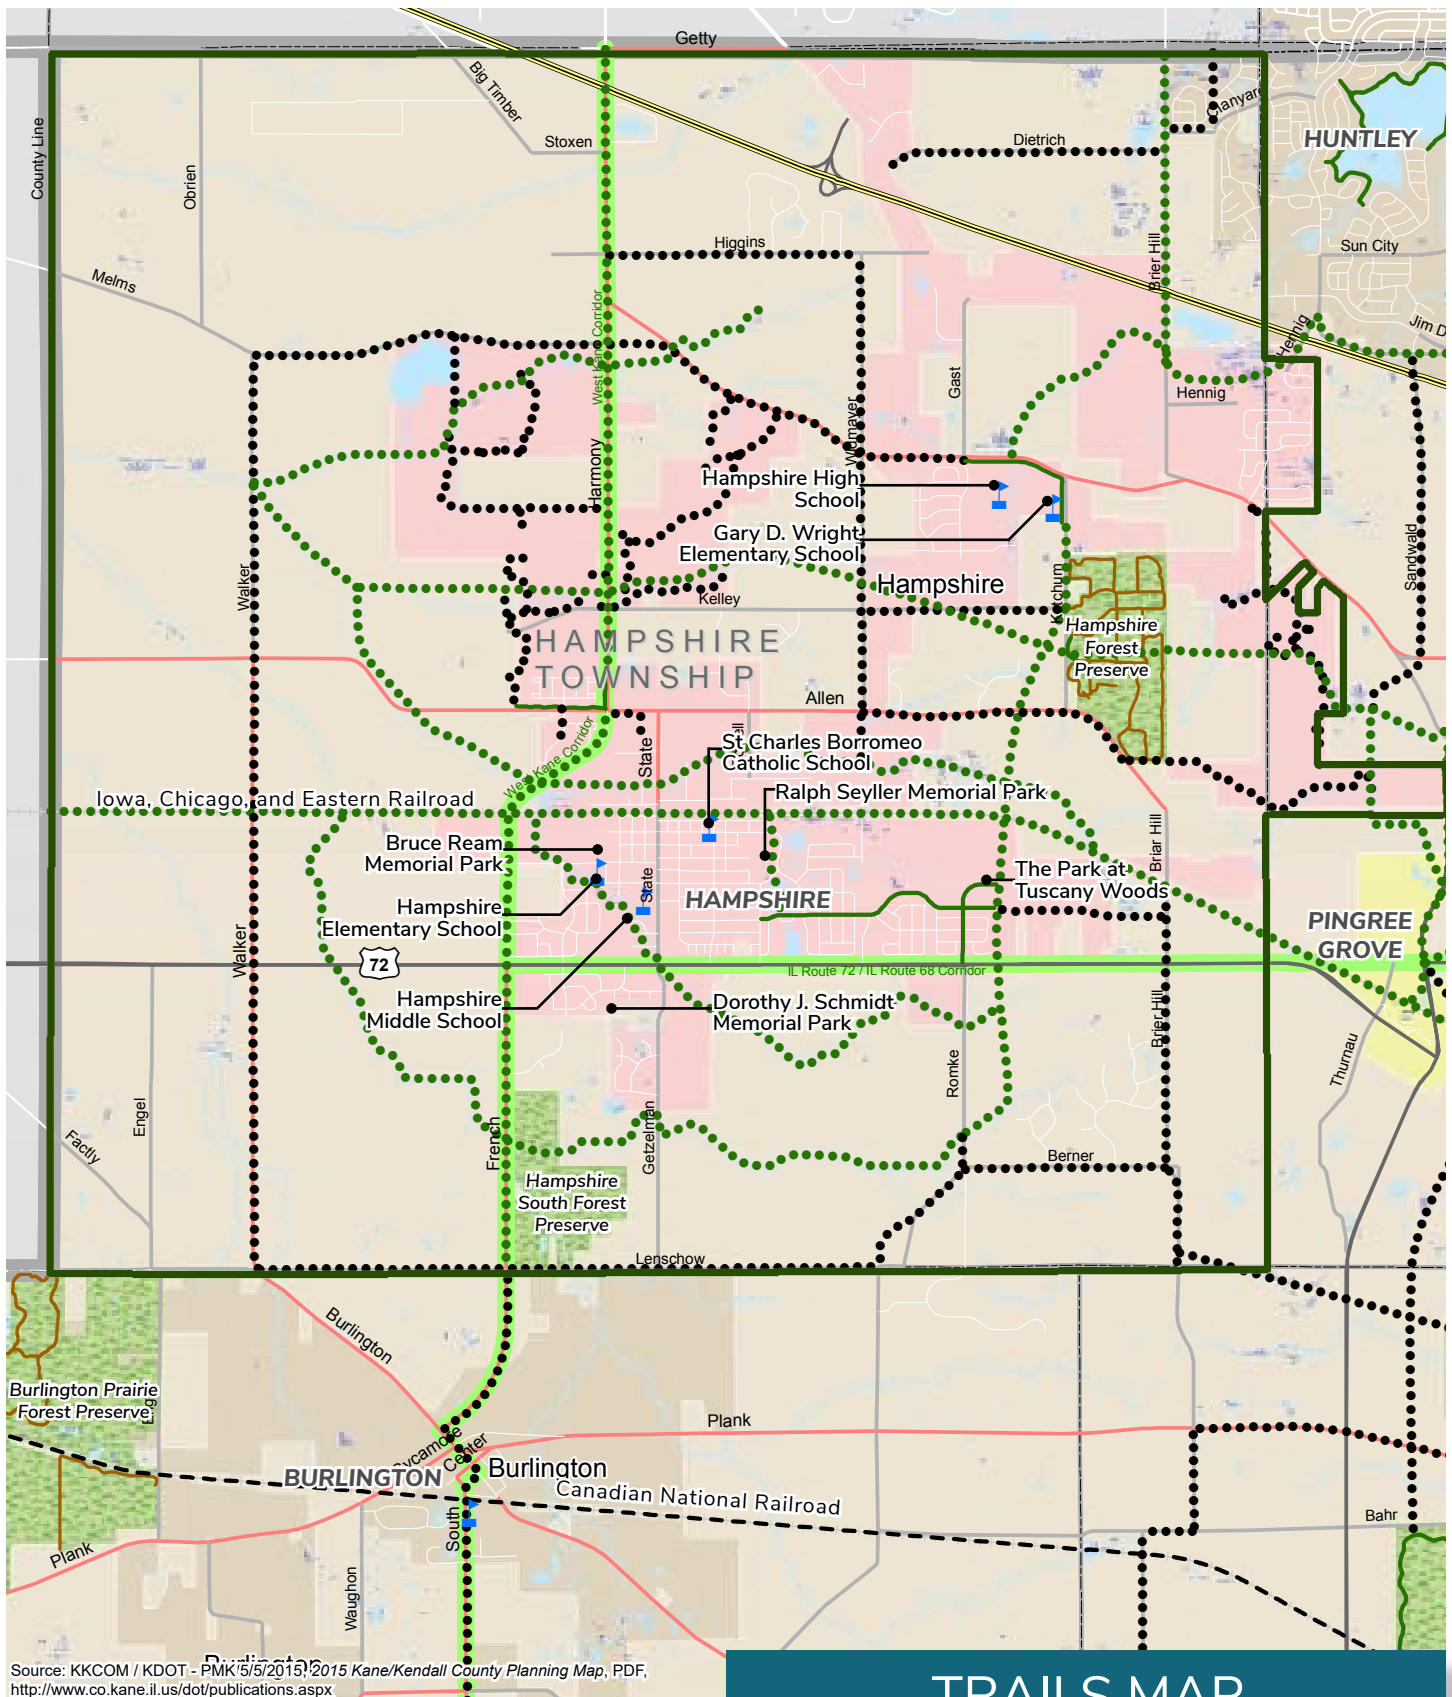 Getty
Big Timber
Stoxen
Dietrich
HUNTLEY
County Line
Obrien
Higgins
Brier Hill
Sun City
Melms
West Kane Corridor
Hennig
Jim D
Gast
Hennig
Widmayer
Harmony
Hampshire High
School
Gary D. Wright
Elementary School
Sandwald
Walker
Kelley
Hampshire
Ketchum
Hampshire
Forest
Preserve
HAMPSHIRE
TOWNSHIP
Allen
West Kane Corridor
State
St Charles Borromeo
Catholic School
Ralph Seyller Memorial Park
Iowa, Chicago, and Eastern Railroad
Bruce Ream
Memorial Park
Briar Hill
The Park at
Tuscany Woods
State
HAMPSHIRE
Hampshire
Elementary School
PINGREE
GROVE
Walker
72
IL Route 72 / IL Route 68 Corridor
Hampshire
Middle School
Dorothy J. Schmidt
Memorial Park
Brier Hill
Thurnau
Romke
Engel
Factly
French
Getzelman
Berner
Hampshire
South Forest
Preserve
Lenschow
Burlington
Burlington Prairie
Forest Preserve
Plank
Sycamore
Center
BURLINGTON
Burlington
Canadian National Railroad
South
Bahr
Plank
Waughon
Burlington
Source: KKCOM / KDOT - PMK 5/5/2015, 2015 Kane/Kendall County Planning Map, PDF,
http://www.co.kane.il.us/dot/publications.aspx
TRAILS MAP